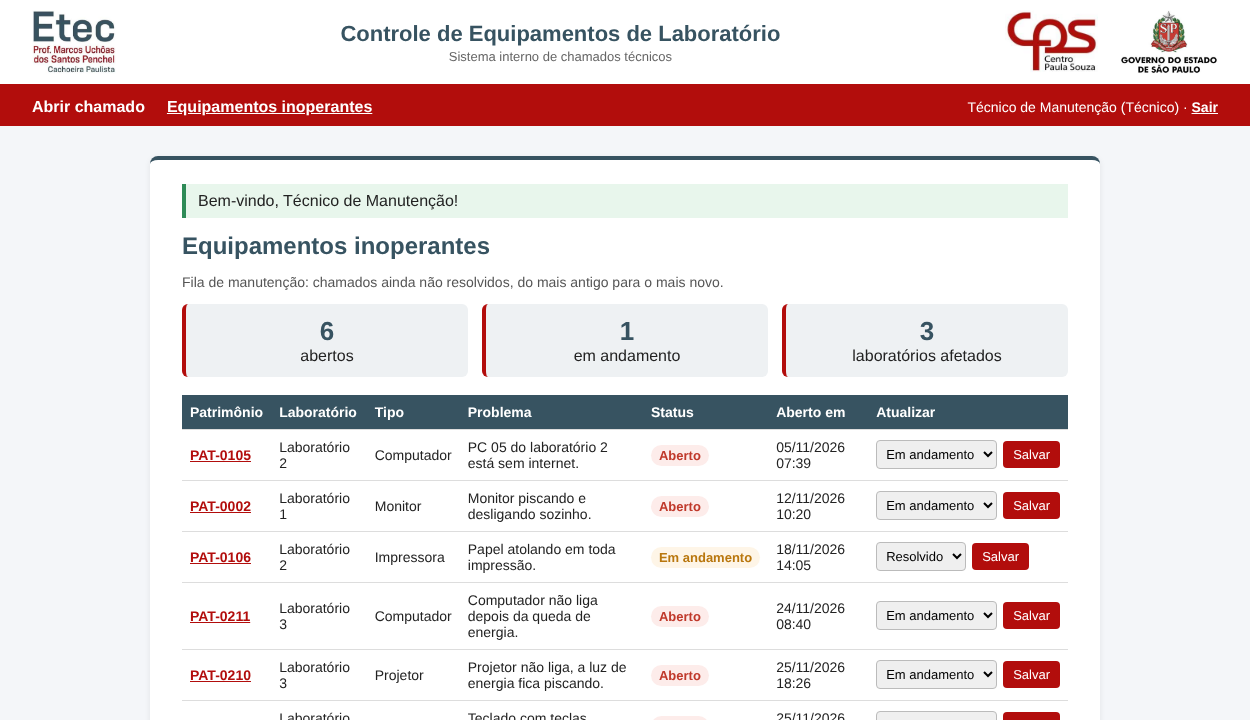 Etec
Prof. Marcos Uchôas
dos Santos Penchel
Cachoeira Paulista
Controle de Equipamentos de Laboratório
Sistema interno de chamados técnicos
CPS
Centro
Paula Souza
GOVERNO DO ESTADO
DE SÃO PAULO
Abrir chamado Equipamentos inoperantes Técnico de Manutenção (Técnico) · Sair
Bem-vindo, Técnico de Manutenção!
Equipamentos inoperantes
Fila de manutenção: chamados ainda não resolvidos, do mais antigo para o mais novo.
6 1 3
abertos em andamento laboratórios afetados
Patrimônio Laboratório Tipo Problema Status Aberto em Atualizar
PAT-0105 Laboratório 2 Computador PC 05 do laboratório 2 está sem internet. Aberto 05/11/2026 07:39 Em andamento Salvar
PAT-0002 Laboratório 1 Monitor Monitor piscando e desligando sozinho. Aberto 12/11/2026 10:20 Em andamento Salvar
PAT-0106 Laboratório 2 Impressora Papel atolando em toda impressão. Em andamento 18/11/2026 14:05 Resolvido Salvar
PAT-0211 Laboratório 3 Computador Computador não liga depois da queda de energia. Aberto 24/11/2026 08:40 Em andamento Salvar
PAT-0210 Laboratório 3 Projetor Projetor não liga, a luz de energia fica piscando. Aberto 25/11/2026 18:26 Em andamento Salvar
Laboratório Teclado com teclas 25/11/2026